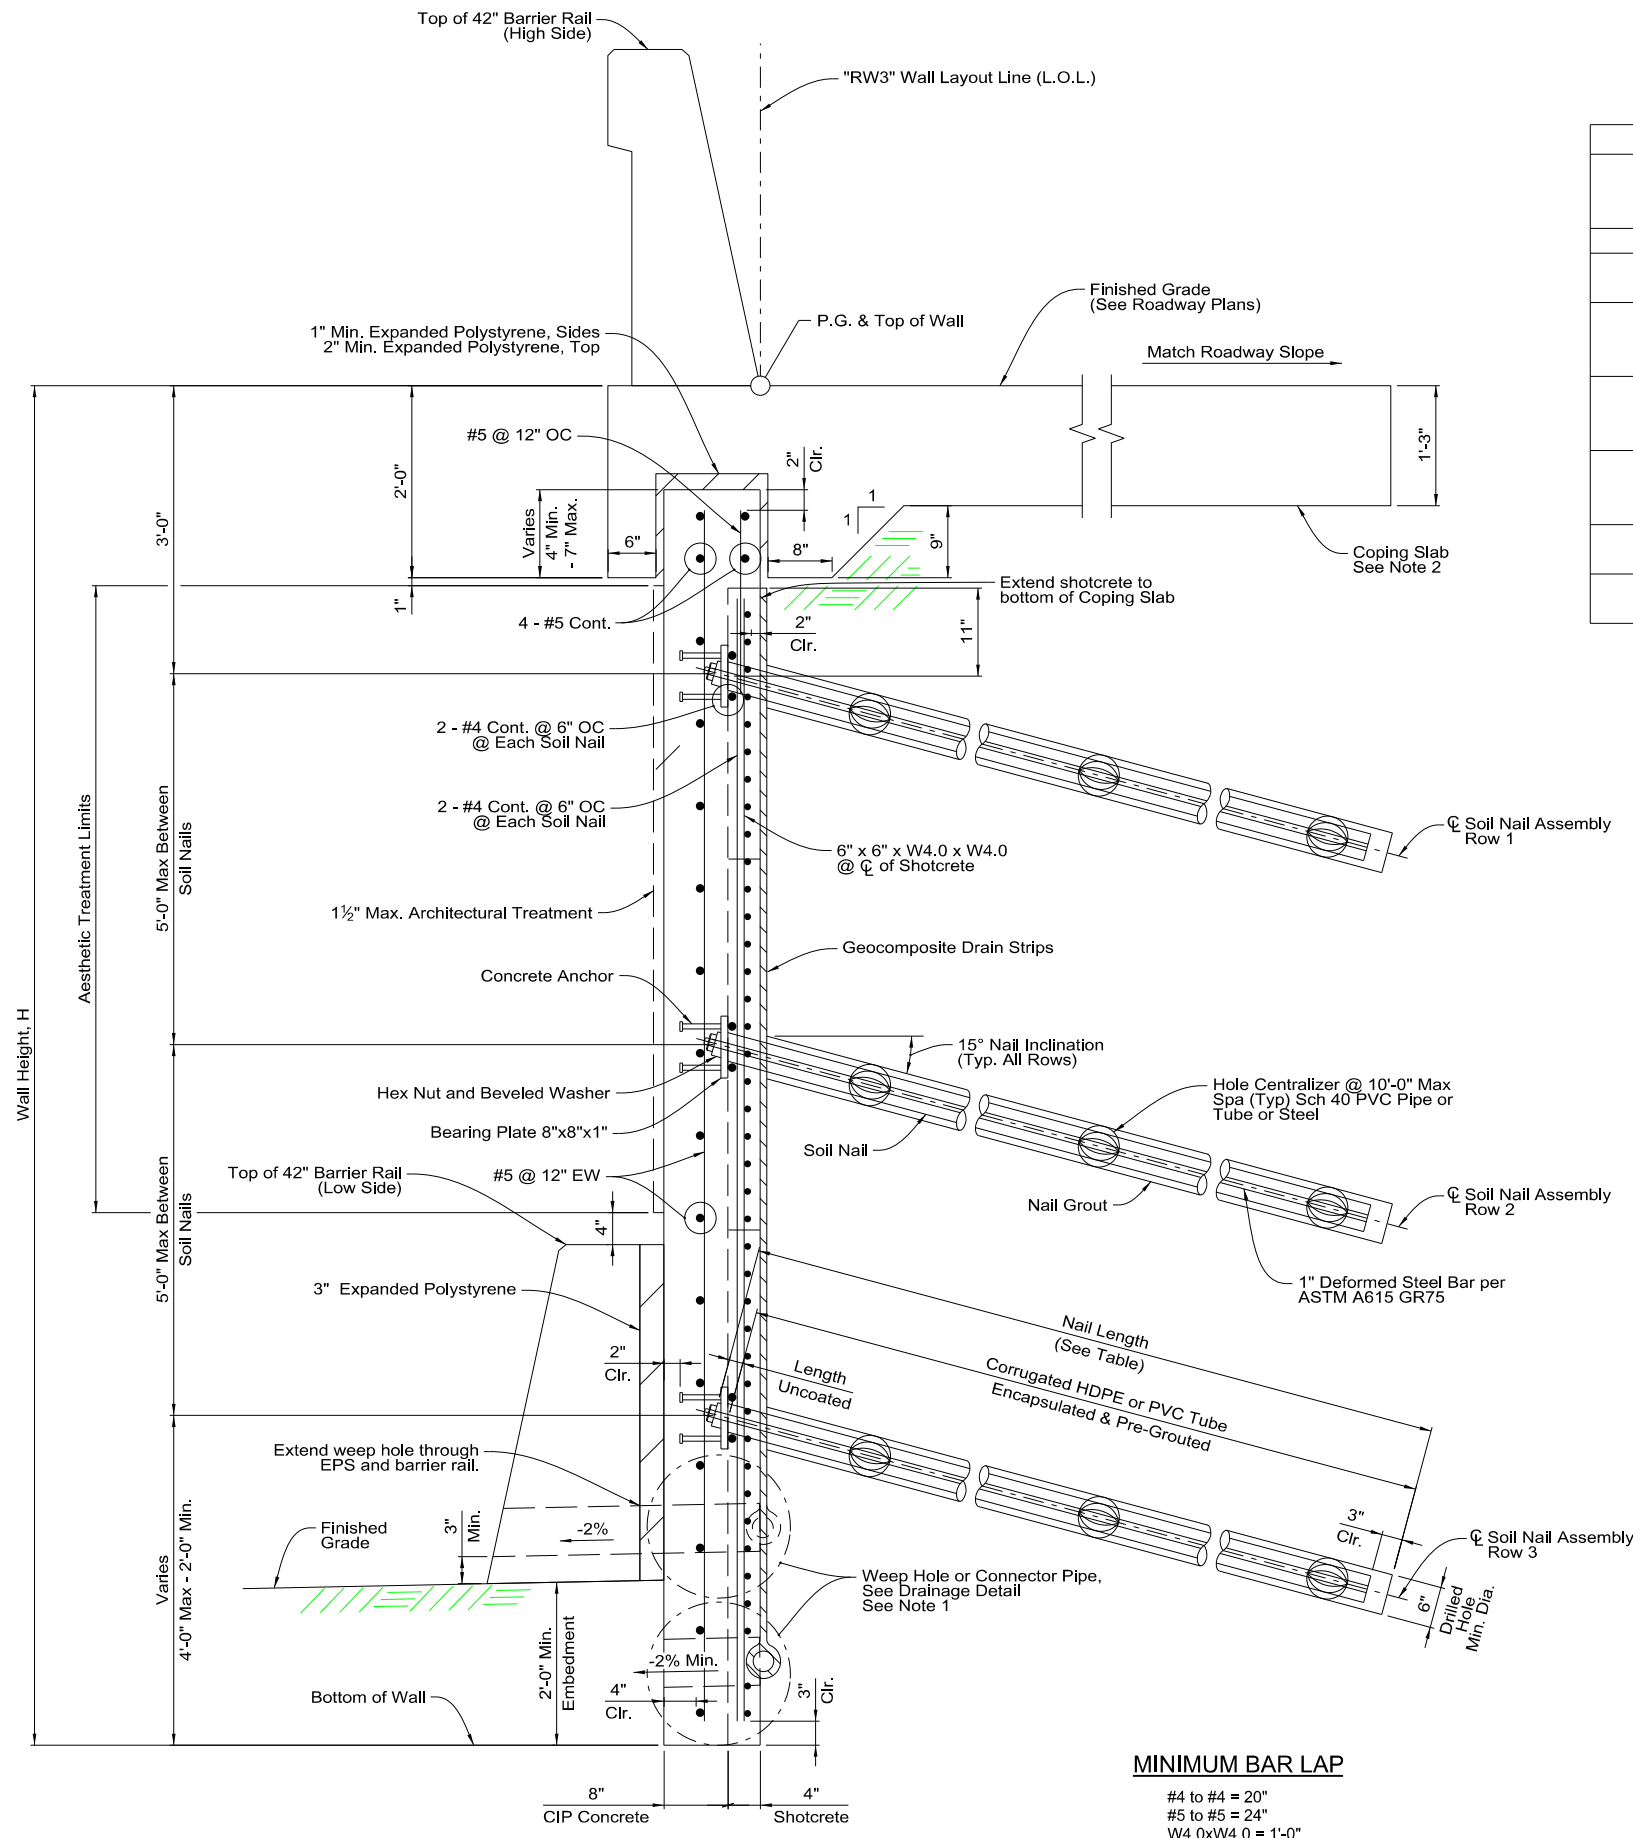 Top of 42" Barrier Rail
(High Side)
"RW3" Wall Layout Line (L.O.L.)
Finished Grade
(See Roadway Plans)
P.G. & Top of Wall
1" Min. Expanded Polystyrene, Sides
2" Min. Expanded Polystyrene, Top
Match Roadway Slope
#5 @ 12" OC
2"
Clr.
1'-3"
2'-0"
3'-0"
Varies
4" Min.
- 7" Max.
6"
8"
1
1
9"
Coping Slab
See Note 2
1"
4 - #5 Cont.
Extend shotcrete to
bottom of Coping Slab
2"
Clr.
11"
2 - #4 Cont. @ 6" OC
@ Each Soil Nail
2 - #4 Cont. @ 6" OC
@ Each Soil Nail
6" x 6" x W4.0 x W4.0
@ ℄ of Shotcrete
℄ Soil Nail Assembly
Row 1
Aesthetic Treatment Limits
5'-0" Max Between
Soil Nails
1½" Max. Architectural Treatment
Geocomposite Drain Strips
Concrete Anchor
Wall Height, H
15° Nail Inclination
(Typ. All Rows)
Hex Nut and Beveled Washer
Hole Centralizer @ 10'-0" Max
Spa (Typ) Sch 40 PVC Pipe or
Tube or Steel
Bearing Plate 8"x8"x1"
Soil Nail
Top of 42" Barrier Rail
(Low Side)
#5 @ 12" EW
Nail Grout
℄ Soil Nail Assembly
Row 2
5'-0" Max Between
Soil Nails
4"
3" Expanded Polystyrene
1" Deformed Steel Bar per
ASTM A615 GR75
Nail Length
(See Table)
2"
Clr.
Length
Uncoated
Corrugated HDPE or PVC Tube
Encapsulated & Pre-Grouted
Extend weep hole through
EPS and barrier rail.
3"
Min.
-2%
Finished
Grade
3"
Clr.
℄ Soil Nail Assembly
Row 3
Varies
4'-0" Max - 2'-0" Min.
Weep Hole or Connector Pipe,
See Drainage Detail
See Note 1
6"
Drilled
Hole
Min. Dia.
2'-0" Min.
Embedment
-2% Min.
4"
Clr.
3"
Clr.
Bottom of Wall
8"
CIP Concrete
4"
Shotcrete
MINIMUM BAR LAP
#4 to #4 = 20"
#5 to #5 = 24"
W4.0xW4.0 = 1'-0"